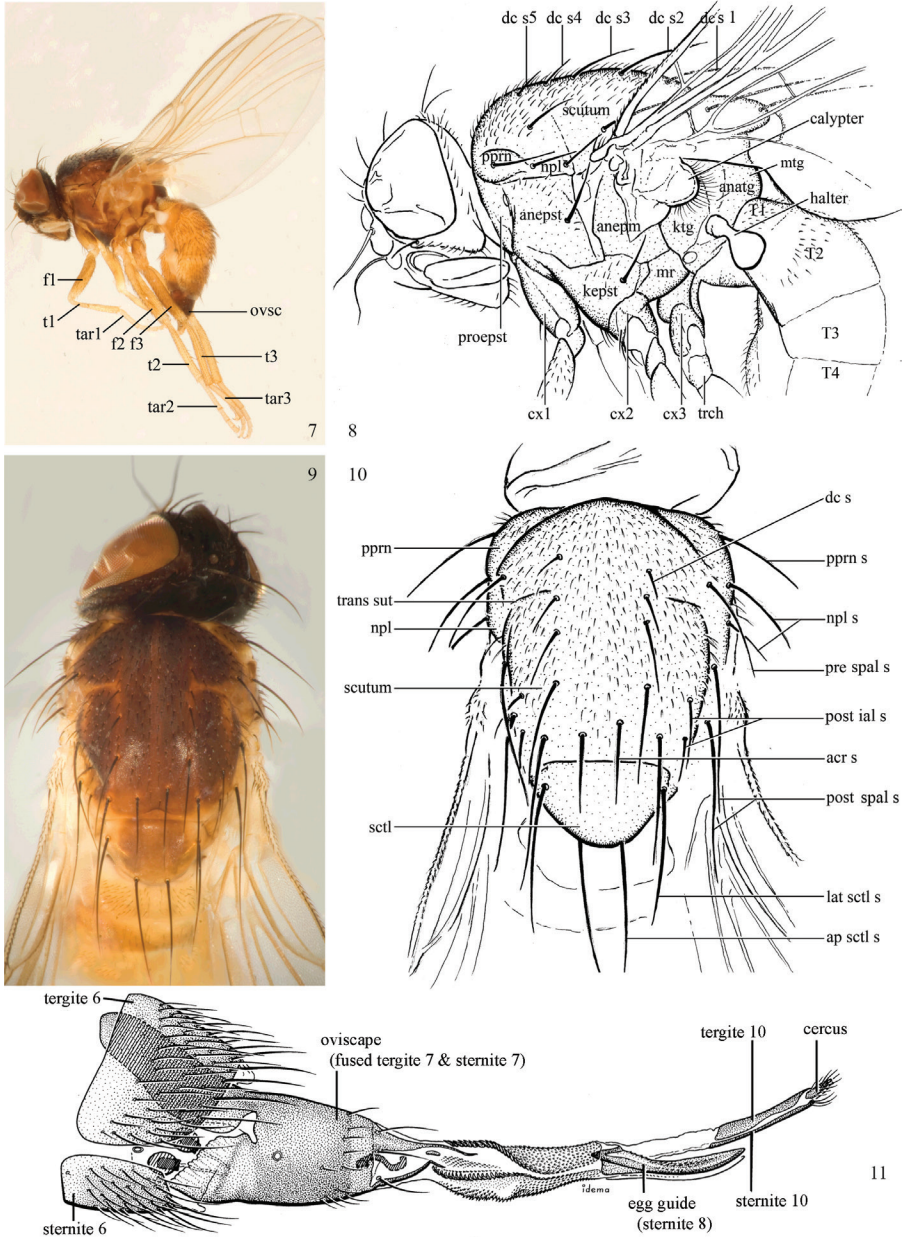 f1
t1
tar1
f2
f3
t2
tar2
ovsc
t3
tar3
7
dc s5
dc s4
dc s3
dc s2
dc s 1
scutum
calypter
pprn
npl
mtg
anatg
halter
anepst
anepm
ktg
T1
T2
kepst
mr
proepst
T3
T4
cx1
cx2
cx3
trch
8
9
10
pprn
trans sut
npl
scutum
sctl
dc s
pprn s
npl s
pre spal s
post ial s
acr s
post spal s
lat sctl s
ap sctl s
tergite 6
oviscape
(fused tergite 7 & sternite 7)
tergite 10
cercus
sternite 6
idema
egg guide
(sternite 8)
sternite 10
11